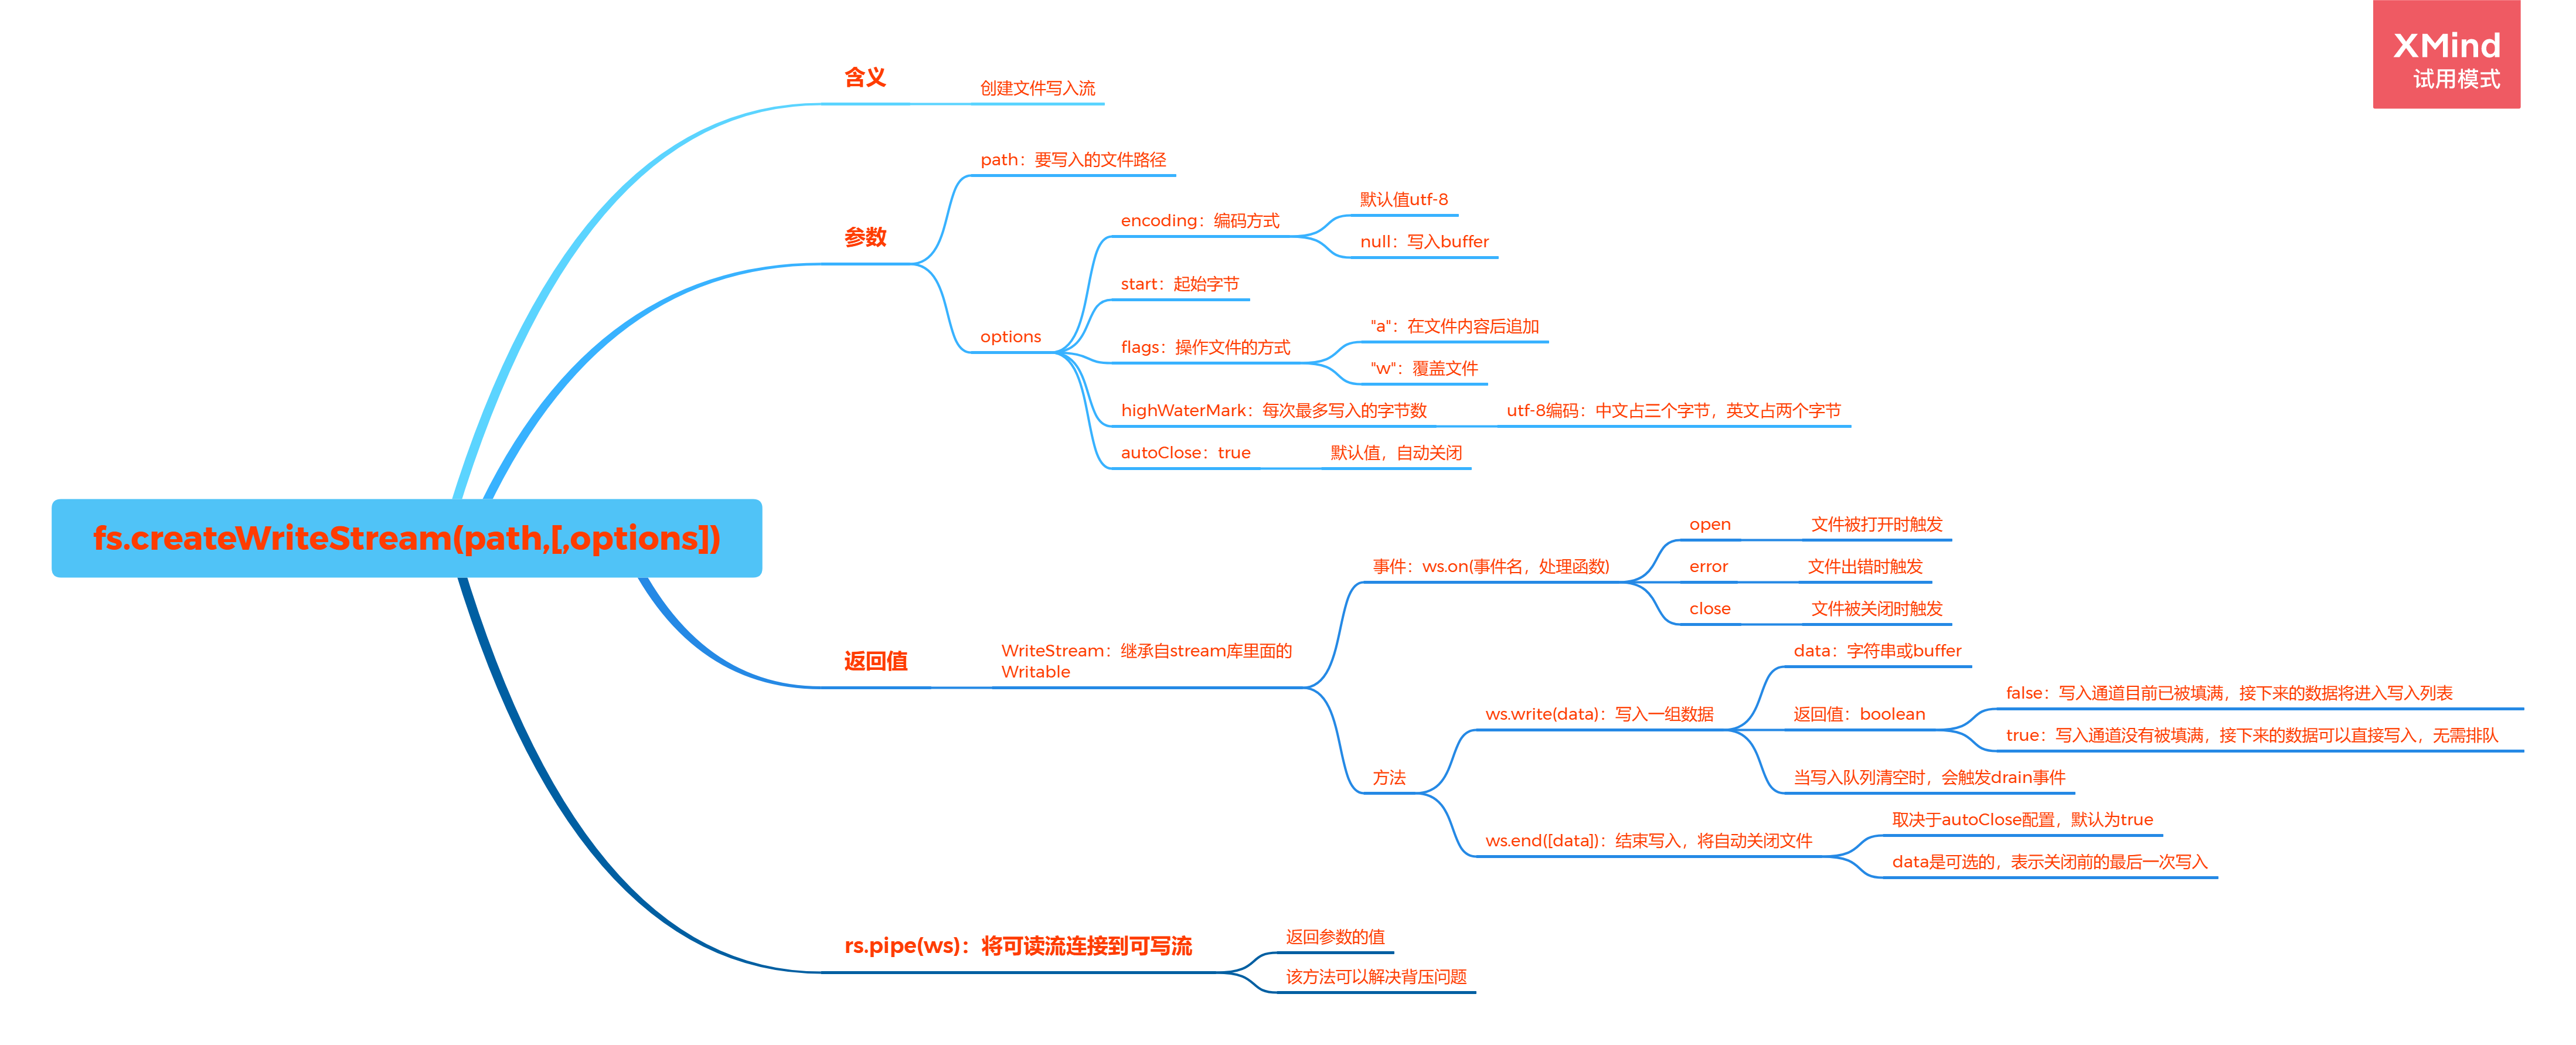 XMind
试用模式
含义
创建文件写入流
参数
path：要写入的文件路径
options
encoding：编码方式
默认值utf-8
null：写入buffer
start：起始字节
flags：操作文件的方式
"a"：在文件内容后追加
"w"：覆盖文件
highWaterMark：每次最多写入的字节数
utf-8编码：中文占三个字节，英文占两个字节
autoClose：true
默认值，自动关闭
fs.createWriteStream(path,[,options])
返回值
WriteStream：继承自stream库里面的
Writable
事件：ws.on(事件名，处理函数)
open
文件被打开时触发
error
文件出错时触发
close
文件被关闭时触发
方法
ws.write(data)：写入一组数据
data：字符串或buffer
返回值：boolean
false：写入通道目前已被填满，接下来的数据将进入写入列表
true：写入通道没有被填满，接下来的数据可以直接写入，无需排队
当写入队列清空时，会触发drain事件
ws.end([data])：结束写入，将自动关闭文件
取决于autoClose配置，默认为true
data是可选的，表示关闭前的最后一次写入
rs.pipe(ws)：将可读流连接到可写流
返回参数的值
该方法可以解决背压问题